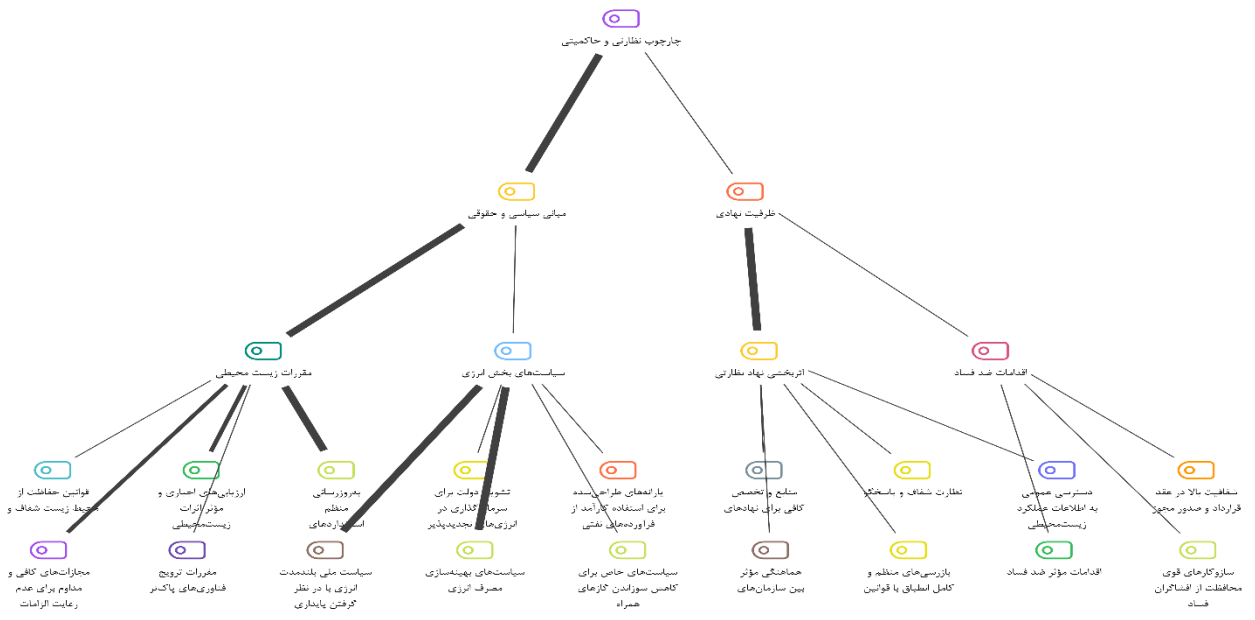 چارچوب نظارتی و حاکمیتی
مبانی سیاسی و حقوقی
ظرفیت نهادی
مقررات زیست محیطی
سیاست‌های بخش انرژی
اثربخشی نهاد نظارتی
اقدامات ضد فساد
قوانین حفاظت از
محیط زیست شفاف و
ارزیابی‌های اجباری و
مؤثر اثرات
زیست‌محیطی
به‌روزرسانی
منظم
استانداردهای
تشویق دولت برای
سرمایه‌گذاری در
انرژی‌های تجدیدپذیر
یارانه‌های طراحی‌شده
برای استفاده کارآمد از
فراورده‌های نفتی
منابع و تخصص
کافی برای نهادهای
نظارت شفاف و پاسخگو
دسترسی عمومی
به اطلاعات عملکرد
زیست‌محیطی
شفافیت بالا در عقد
قرارداد و صدور مجوز
مجازات‌های کافی و
مداوم برای عدم
رعایت الزامات
مقررات ترویج
فناوری‌های پاک‌تر
سیاست ملی بلندمدت
انرژی با در نظر
گرفتن پایداری
سیاست‌های بهینه‌سازی
مصرف انرژی
سیاست‌های خاص برای
کاهش سوزاندن گازهای
همراه
هماهنگی مؤثر
بین سازمان‌های
بازرسی‌های منظم و
کامل انطباق با قوانین
اقدامات مؤثر ضد فساد
سازوکارهای قوی
محافظت از افشاگران
فساد